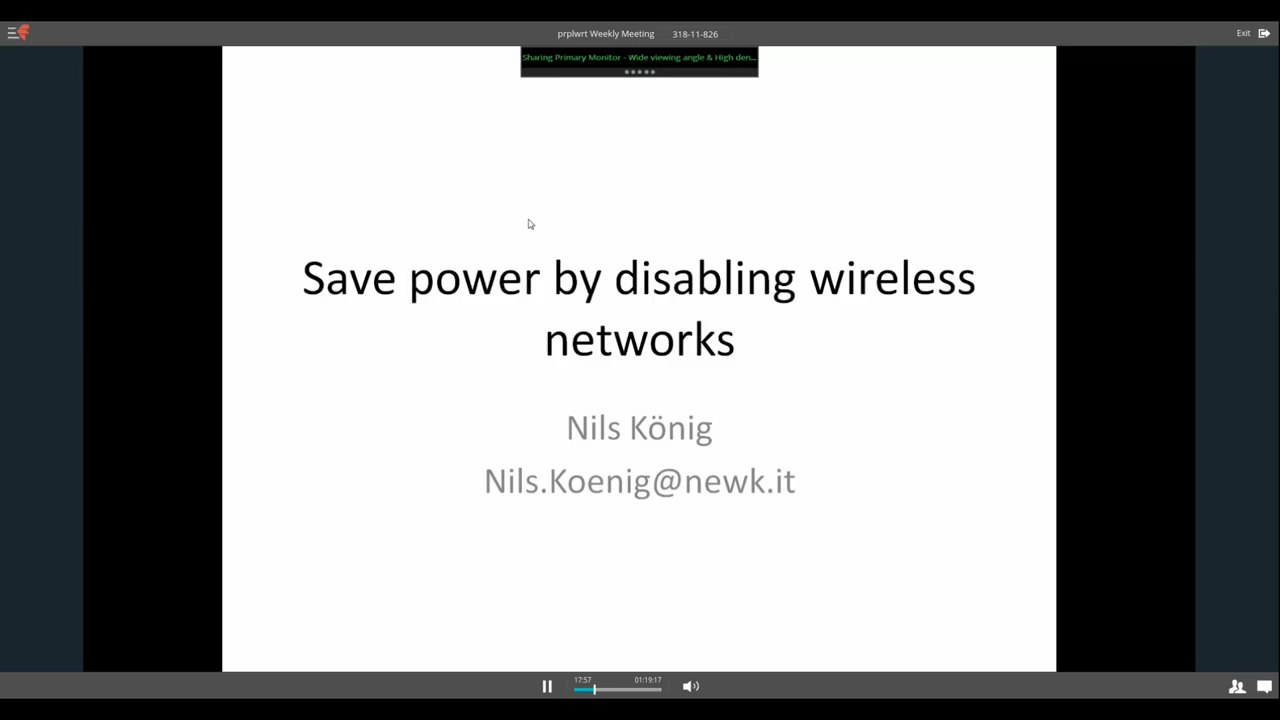 prplwrt Weekly Meeting 318-11-826
Exit
Sharing Primary Monitor - Wide viewing angle & High den...
Save power by disabling wireless
networks
Nils König
Nils.Koenig@newk.it
17:57 01:19:17